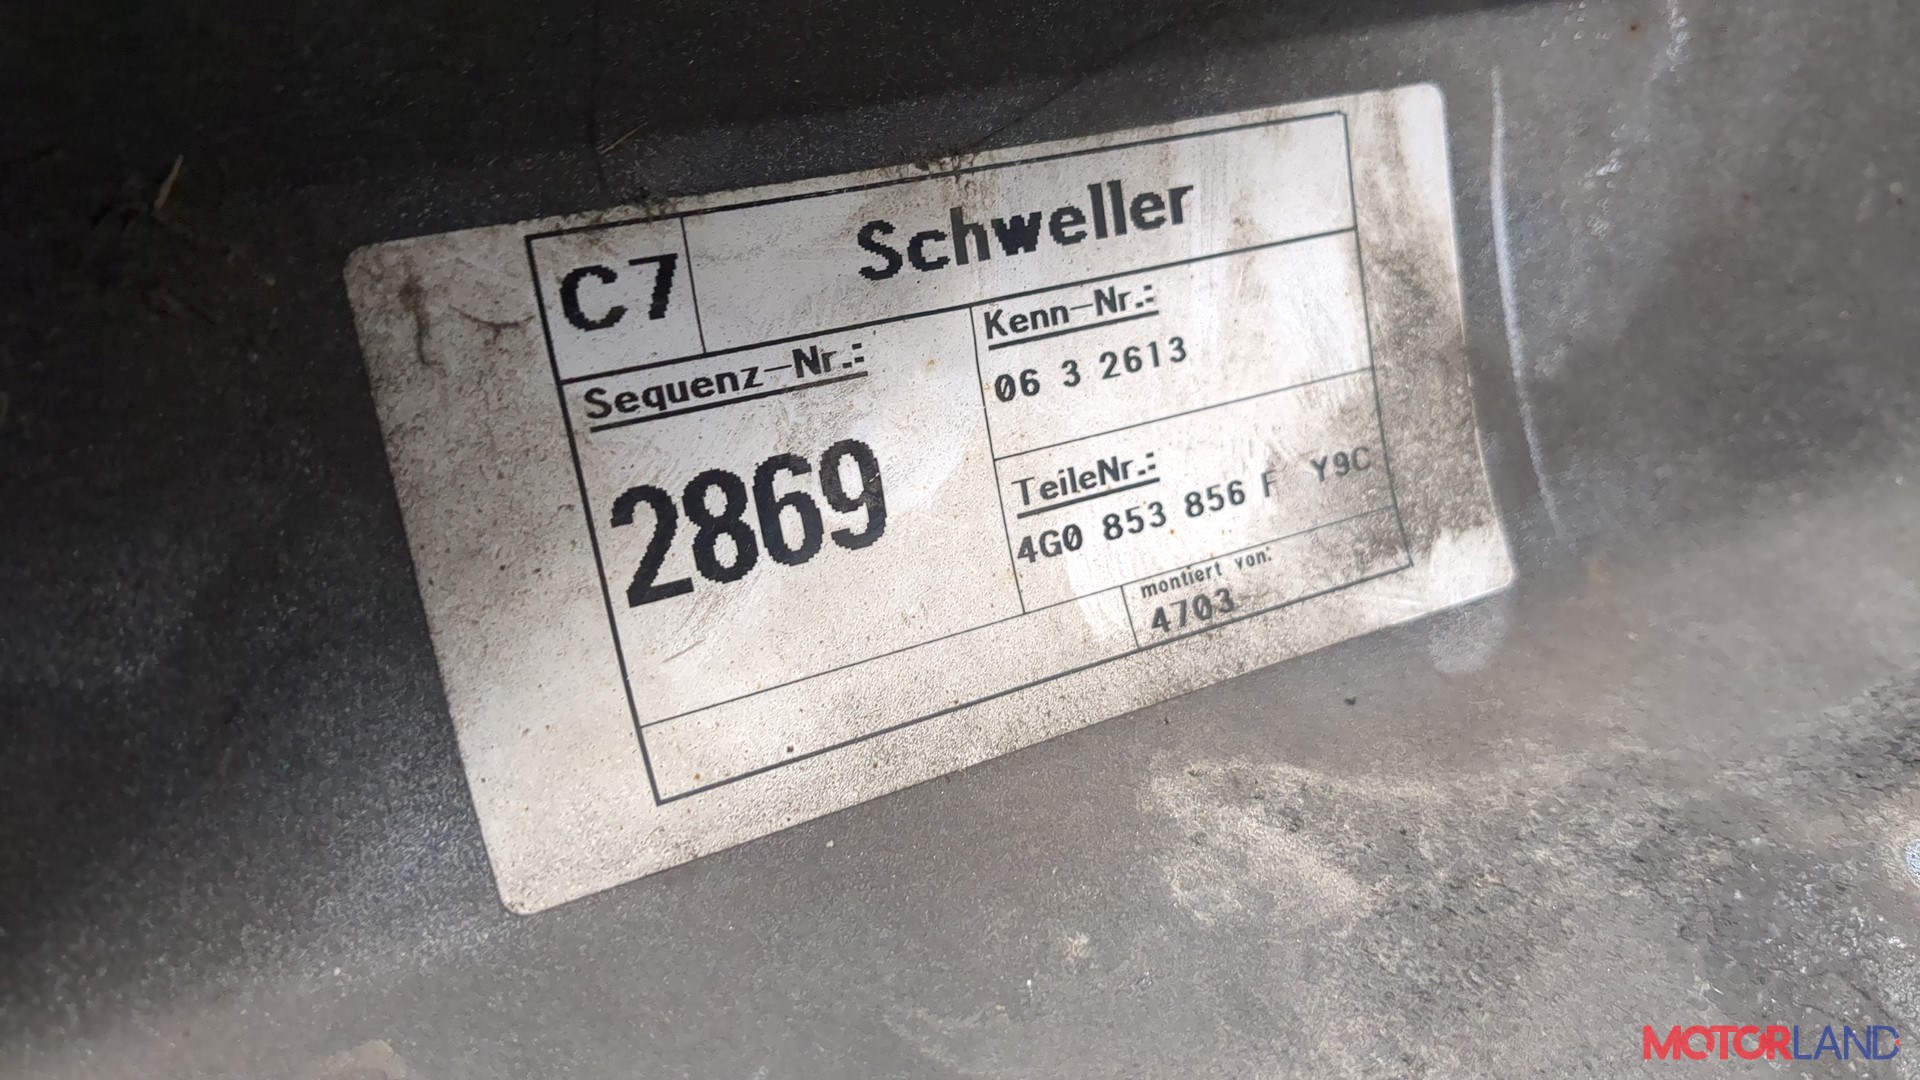 C7 Schweller
Sequenz-Nr.:
2869
Kenn-Nr.:
06 3 2613
TeileNr.:
4G0 853 856 F Y9C
montiert von:
4703
MOTORLAND